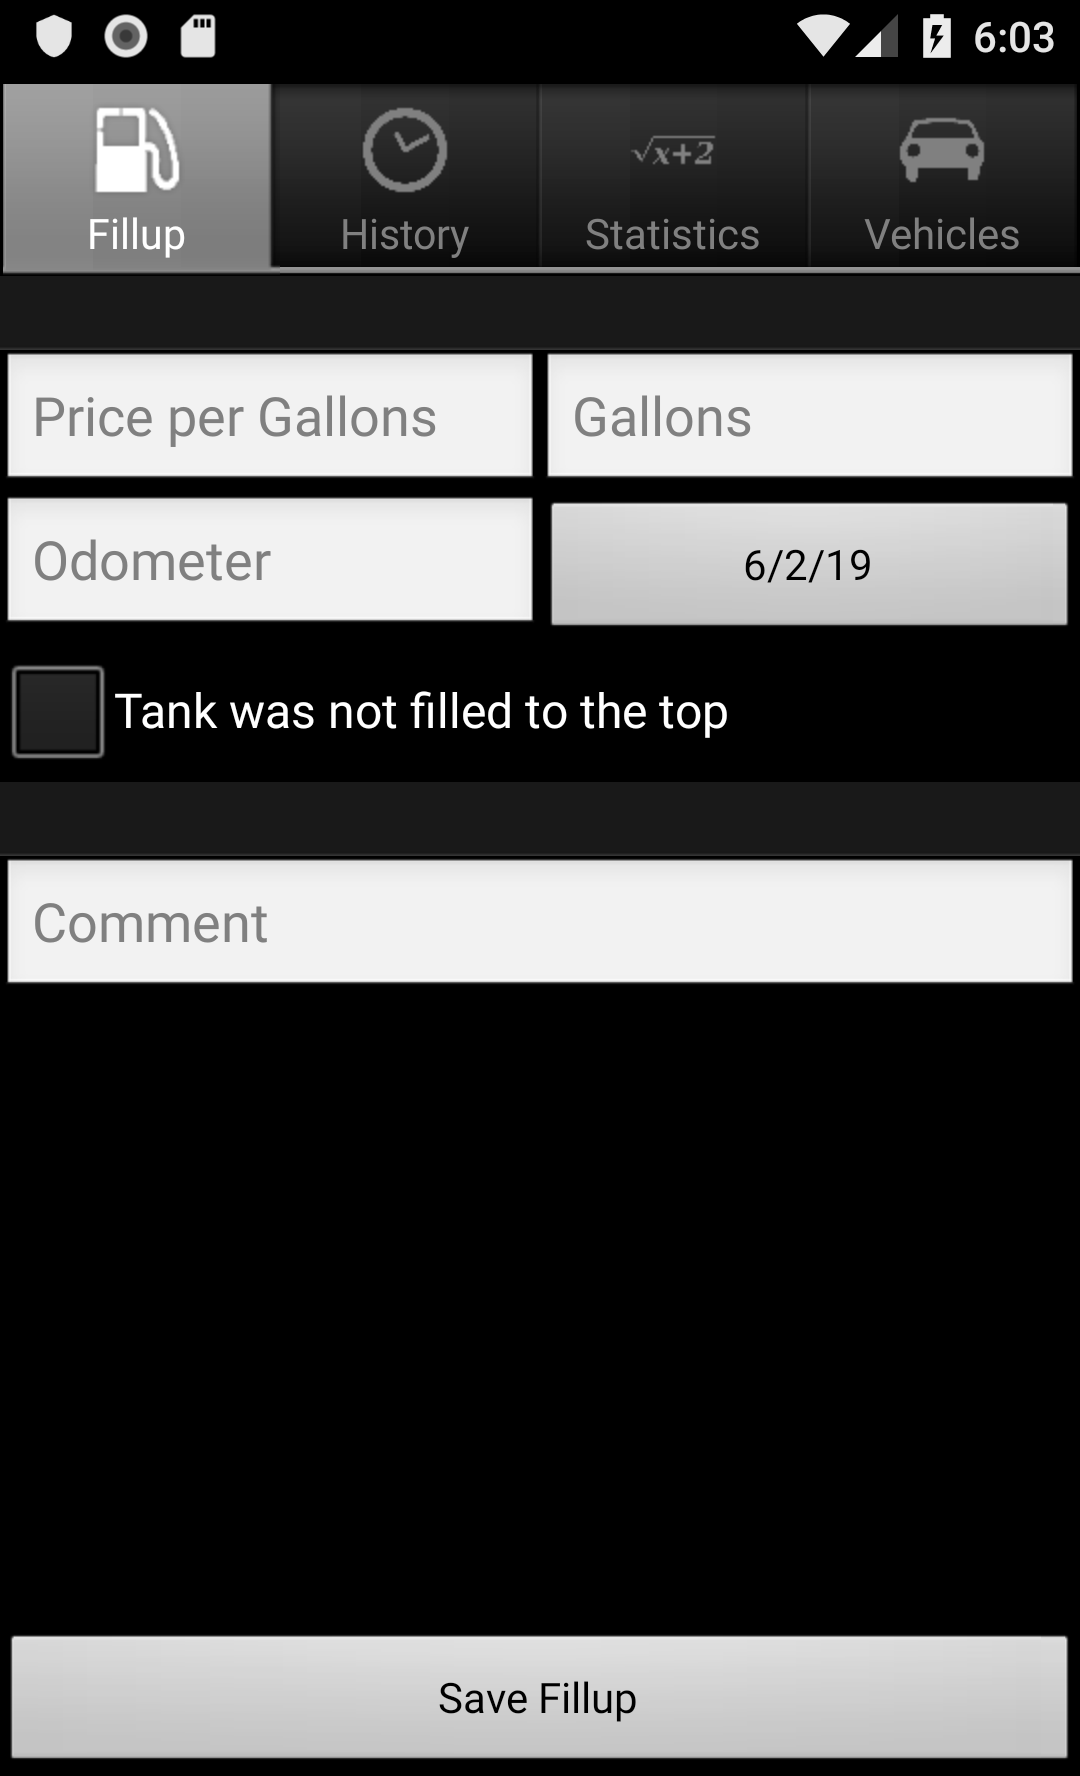 6:03
√x+2
Fillup
History
Statistics
Vehicles
Price per Gallons
Gallons
Odometer
6/2/19
Tank was not filled to the top
Comment
Save Fillup